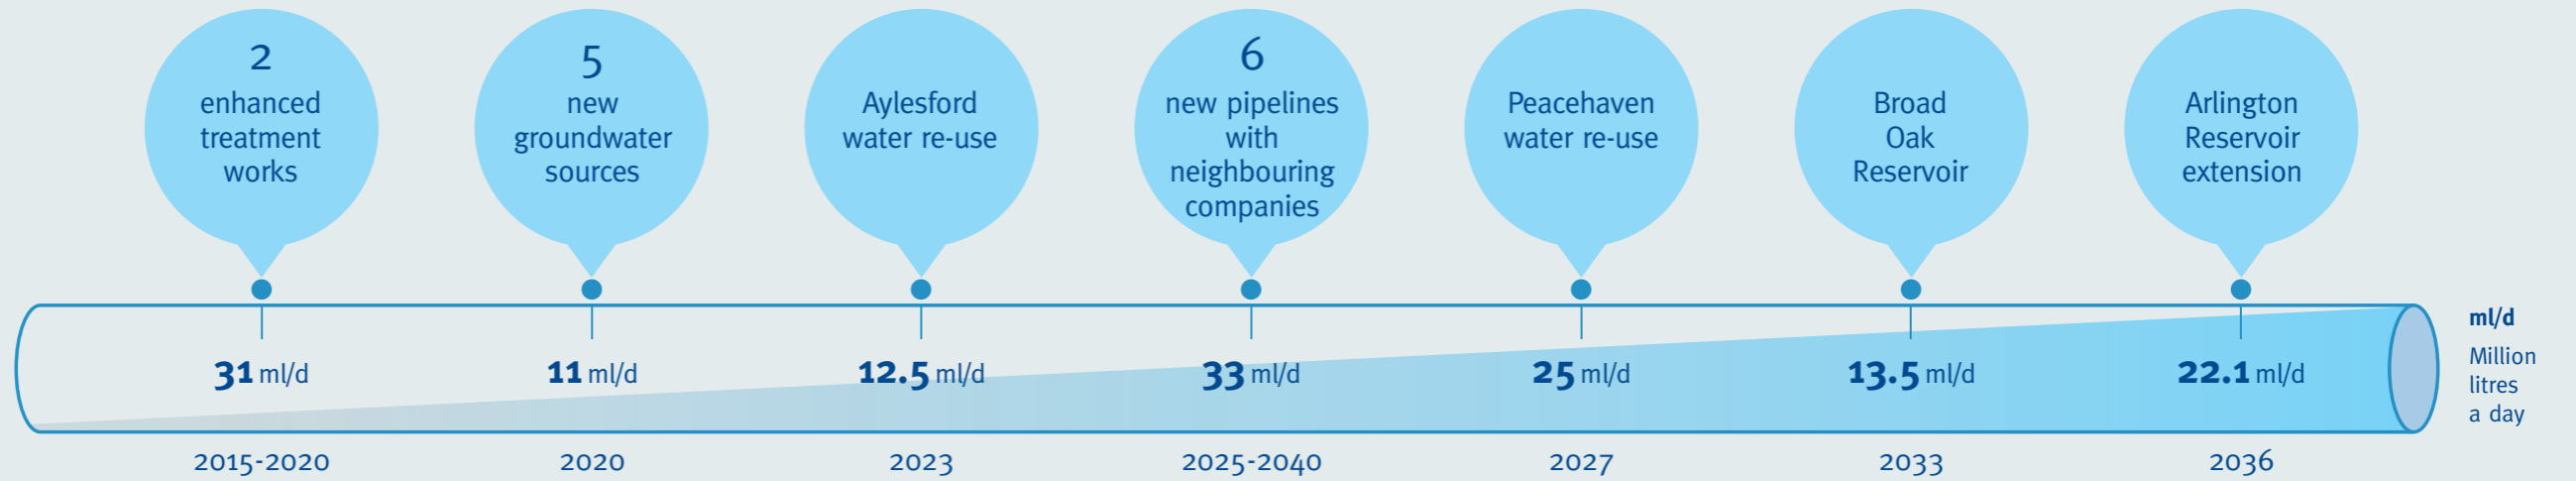 2
enhanced
treatment
works
5
new
groundwater
sources
Aylesford
water re-use
6
new pipelines
with
neighbouring
companies
Peacehaven
water re-use
Broad
Oak
Reservoir
Arlington
Reservoir
extension
31 ml/d
11 ml/d
12.5 ml/d
33 ml/d
25 ml/d
13.5 ml/d
22.1 ml/d
ml/d
Million
litres
a day
2015-2020
2020
2023
2025-2040
2027
2033
2036